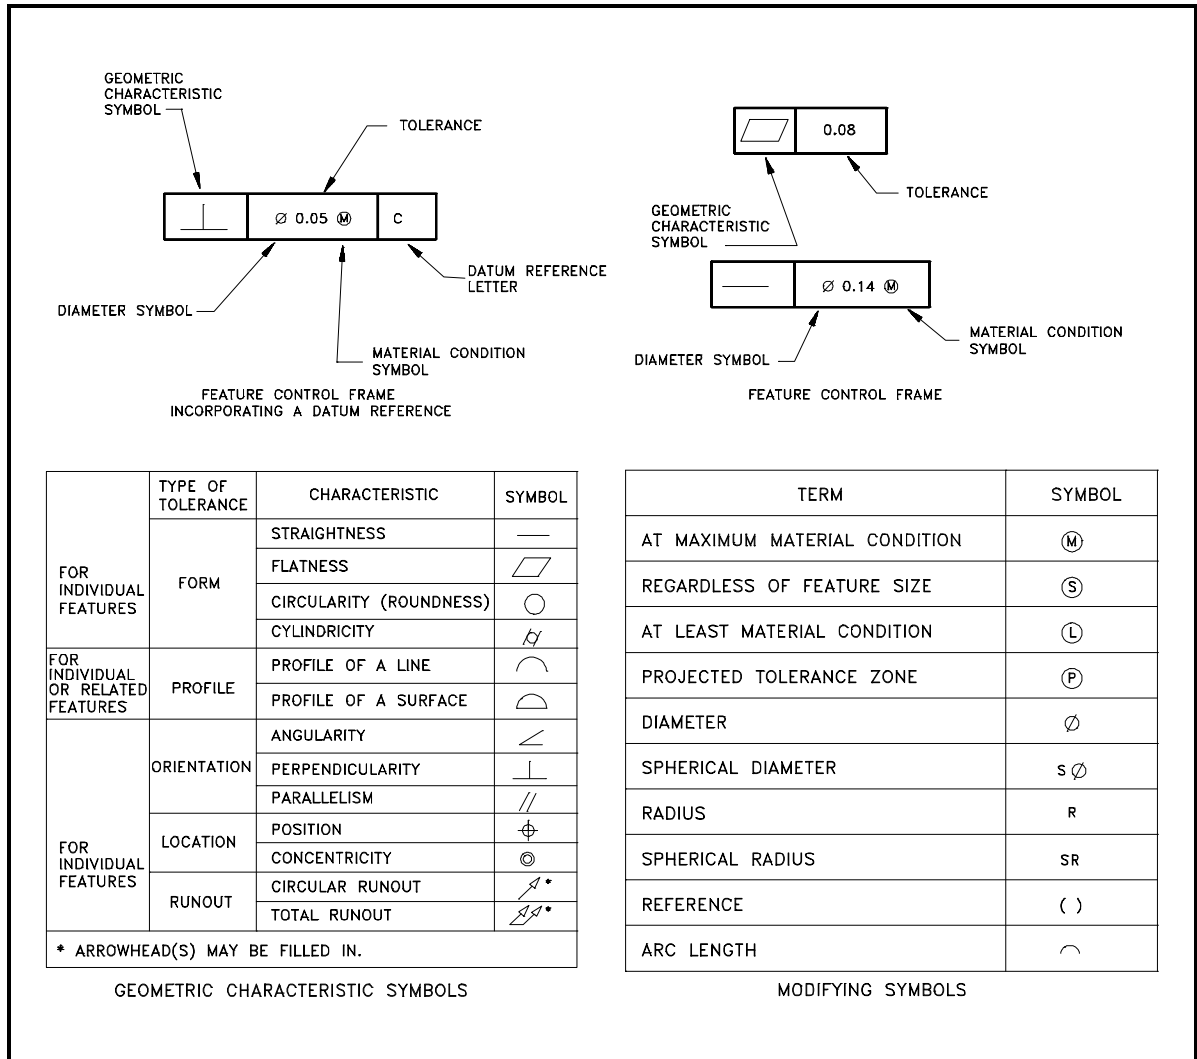 GEOMETRIC
CHARACTERISTIC
SYMBOL
TOLERANCE
⌀ 0.05 Ⓜ
C
DATUM REFERENCE
LETTER
DIAMETER SYMBOL
MATERIAL CONDITION
SYMBOL
FEATURE CONTROL FRAME
INCORPORATING A DATUM REFERENCE
0.08
TOLERANCE
GEOMETRIC
CHARACTERISTIC
SYMBOL
⌀ 0.14 Ⓜ
MATERIAL CONDITION
SYMBOL
DIAMETER SYMBOL
FEATURE CONTROL FRAME
TYPE OF
TOLERANCE
CHARACTERISTIC
SYMBOL
FOR
INDIVIDUAL
FEATURES
FORM
STRAIGHTNESS
FLATNESS
CIRCULARITY (ROUNDNESS)
CYLINDRICITY
FOR
INDIVIDUAL
OR RELATED
FEATURES
PROFILE
PROFILE OF A LINE
PROFILE OF A SURFACE
FOR
INDIVIDUAL
FEATURES
ORIENTATION
ANGULARITY
PERPENDICULARITY
PARALLELISM
LOCATION
POSITION
CONCENTRICITY
RUNOUT
CIRCULAR RUNOUT
*
TOTAL RUNOUT
*
* ARROWHEAD(S) MAY BE FILLED IN.
GEOMETRIC CHARACTERISTIC SYMBOLS
TERM SYMBOL
AT MAXIMUM MATERIAL CONDITION Ⓜ
REGARDLESS OF FEATURE SIZE Ⓢ
AT LEAST MATERIAL CONDITION Ⓛ
PROJECTED TOLERANCE ZONE Ⓟ
DIAMETER ⌀
SPHERICAL DIAMETER S⌀
RADIUS R
SPHERICAL RADIUS SR
REFERENCE ( )
ARC LENGTH ⌒
MODIFYING SYMBOLS